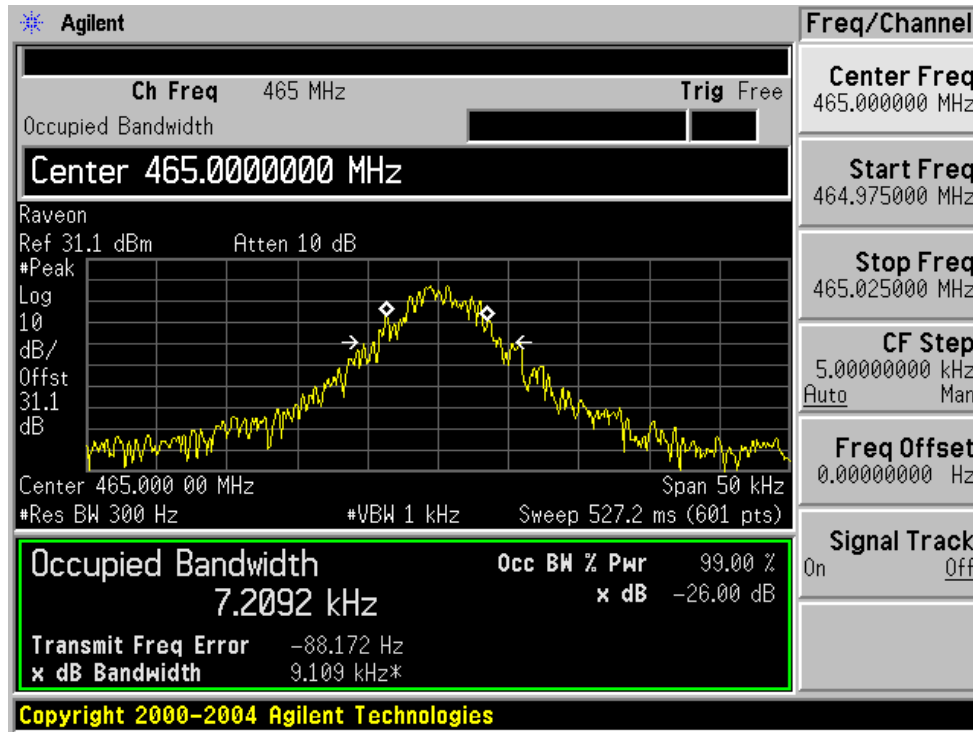 Agilent
Freq/Channel
Ch Freq 465 MHz Trig Free
Occupied Bandwidth
Center 465.0000000 MHz
Raveon
Ref 31.1 dBm Atten 10 dB
#Peak
Log
10
dB/
Offst
31.1
dB
Center 465.000 00 MHz Span 50 kHz
#Res BW 300 Hz #VBW 1 kHz Sweep 527.2 ms (601 pts)
Occupied Bandwidth
7.2092 kHz
Occ BW % Pwr 99.00 %
x dB -26.00 dB
Transmit Freq Error -88.172 Hz
x dB Bandwidth 9.109 kHz*
Copyright 2000-2004 Agilent Technologies
Center Freq
465.000000 MHz
Start Freq
464.975000 MHz
Stop Freq
465.025000 MHz
CF Step
5.00000000 kHz
Auto Man
Freq Offset
0.00000000 Hz
Signal Track
On Off